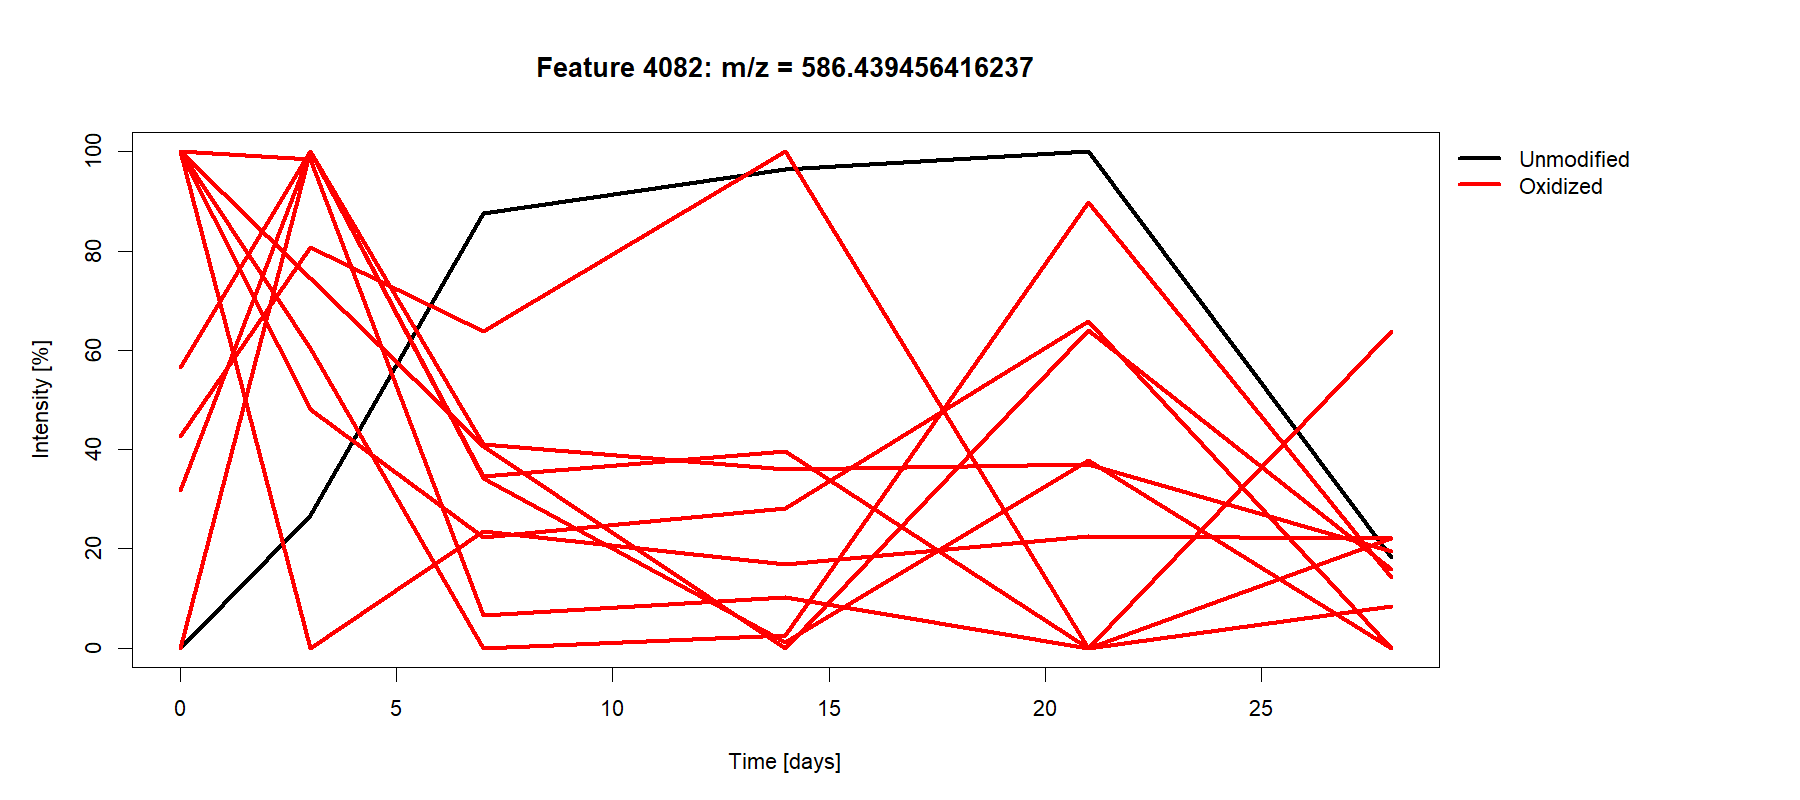 Feature 4082: m/z = 586.439456416237
Unmodified
Oxidized
Intensity [%]
100
80
60
40
20
0
0 5 10 15 20 25
Time [days]